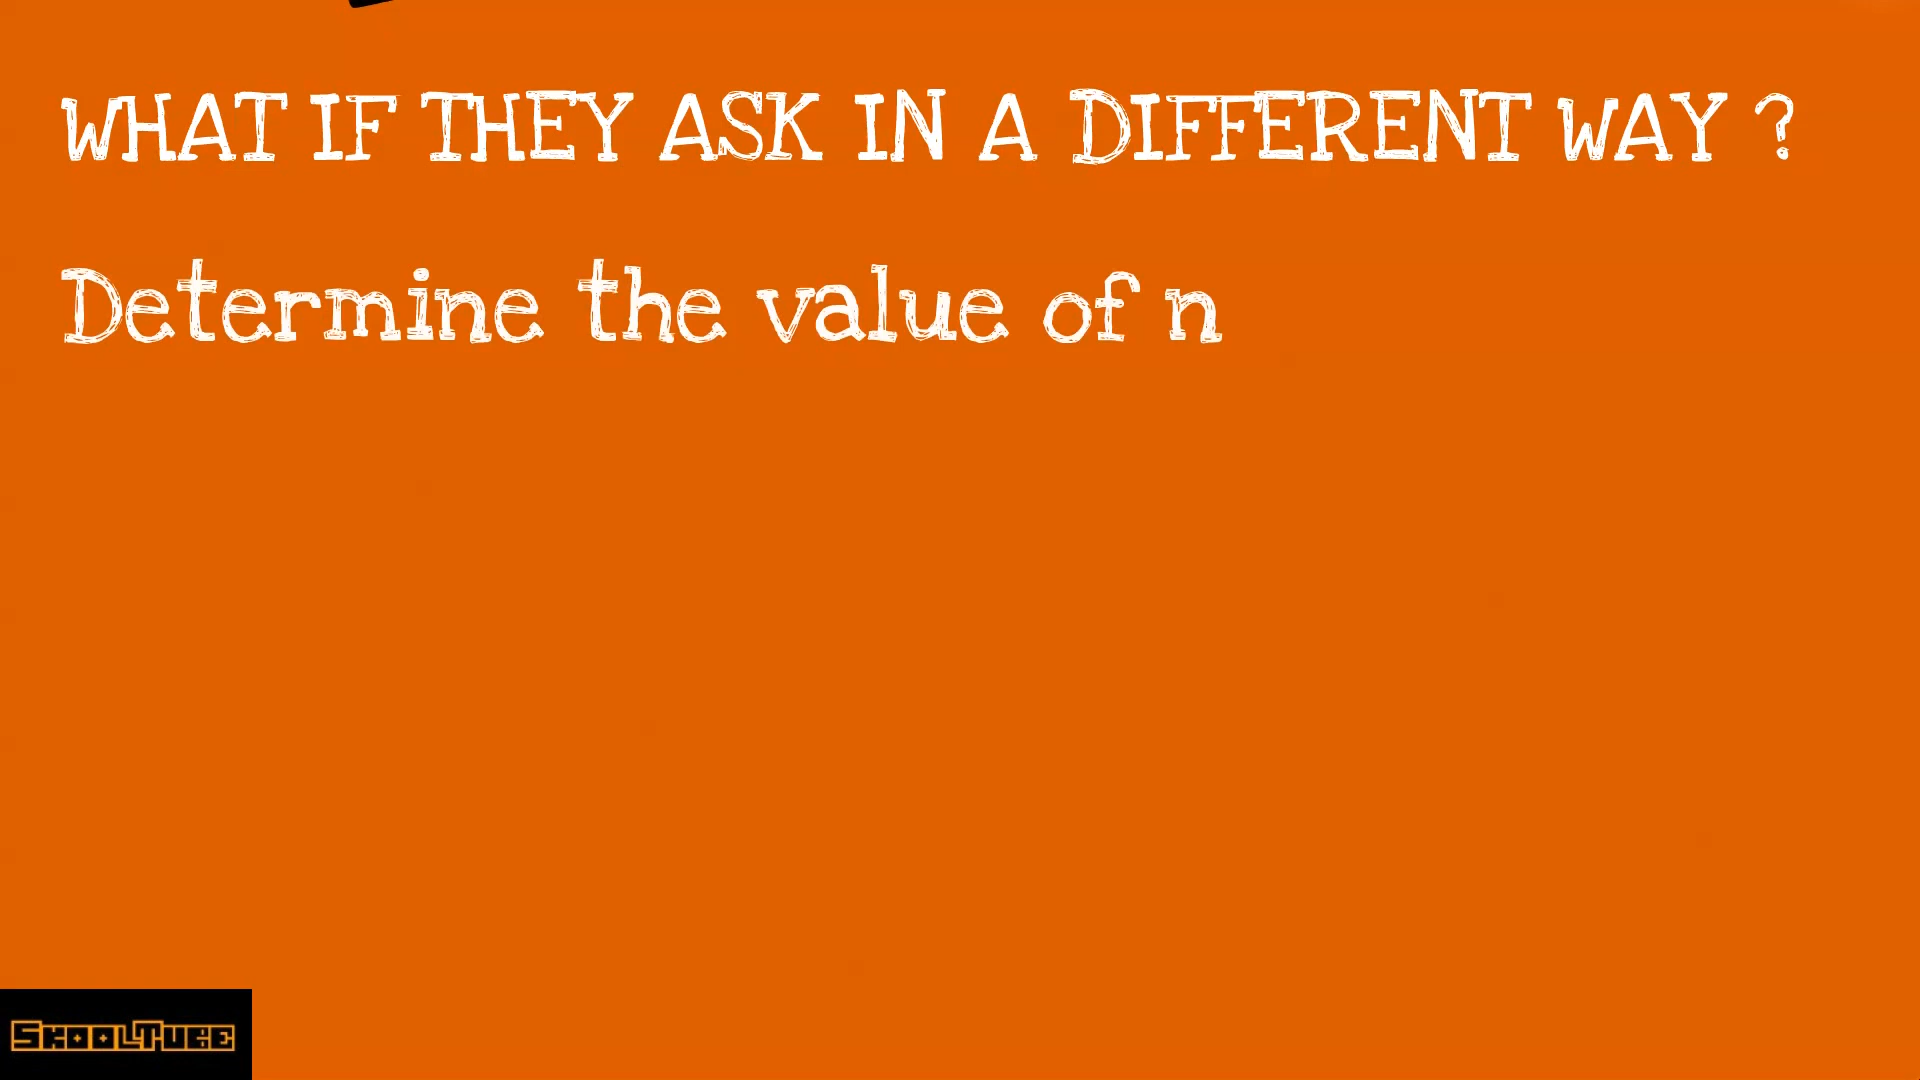 WHAT IF THEY ASK IN A DIFFERENT WAY ?
Determine the value of n
SKOOLTUBE